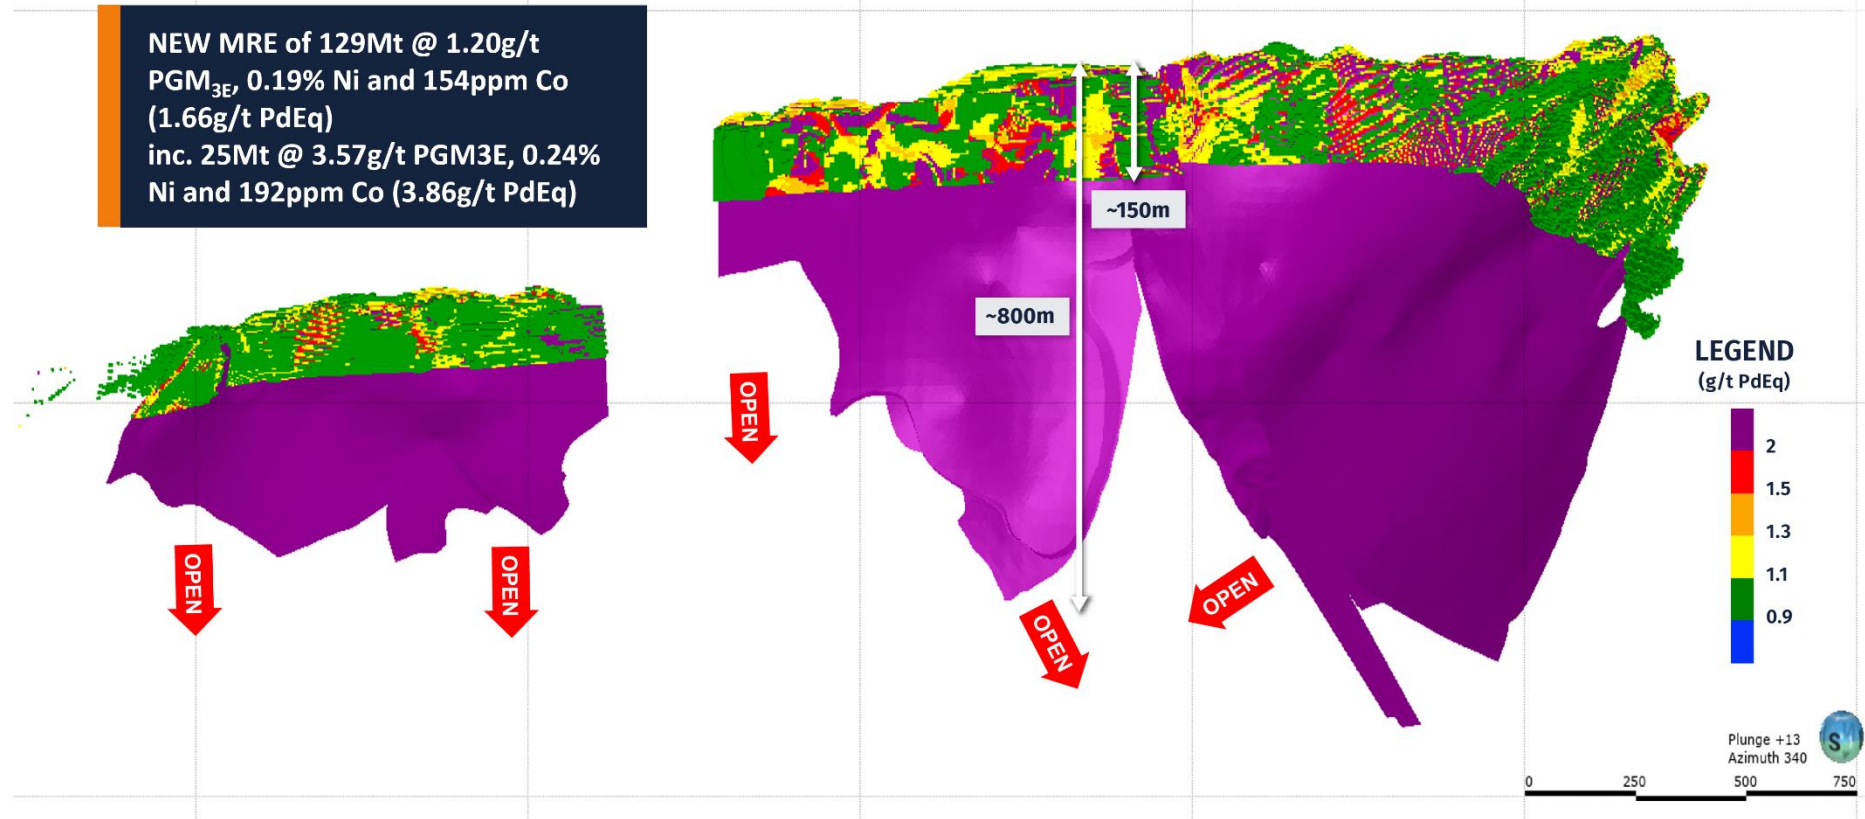 NEW MRE of 129Mt @ 1.20g/t
PGM3E, 0.19% Ni and 154ppm Co
(1.66g/t PdEq)
inc. 25Mt @ 3.57g/t PGM3E, 0.24%
Ni and 192ppm Co (3.86g/t PdEq)
~150m
~800m
OPEN
OPEN
OPEN
OPEN
OPEN
LEGEND
(g/t PdEq)
2
1.5
1.3
1.1
0.9
Plunge +13
Azimuth 340
S
0 250 500 750